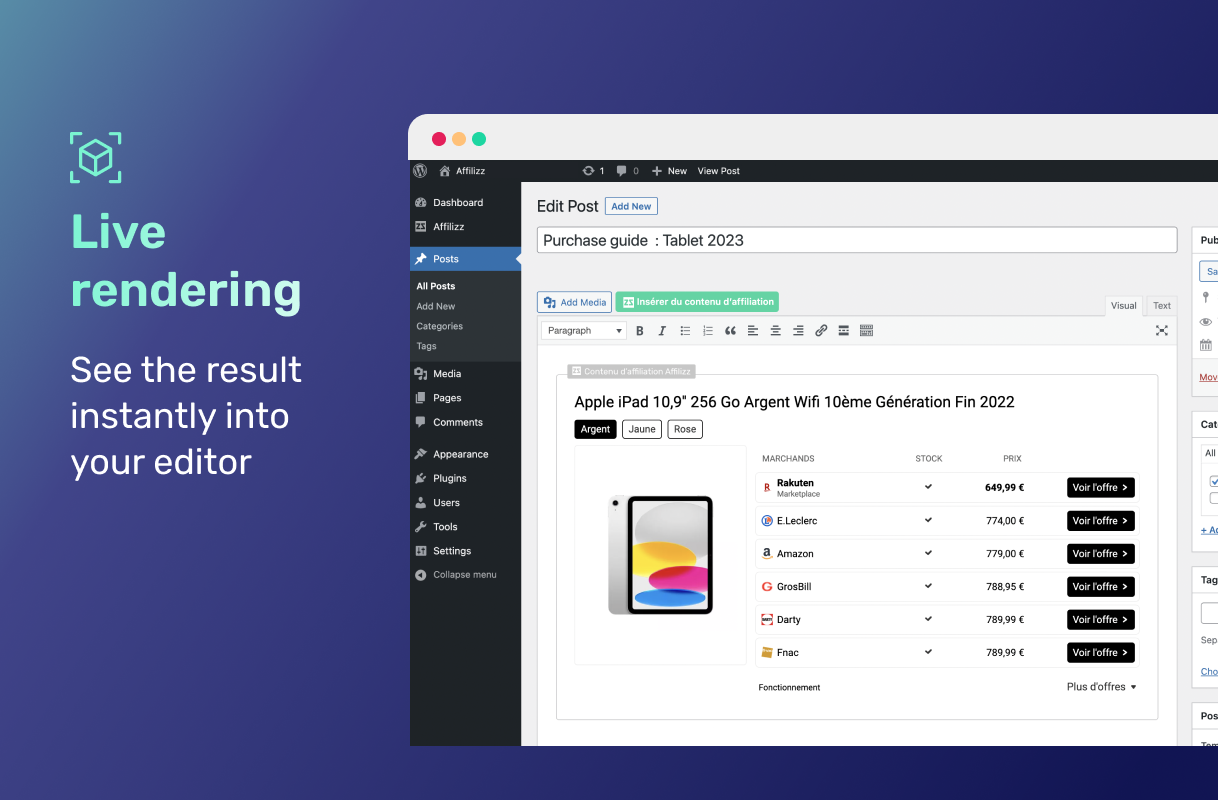 Live
rendering
See the result
instantly into
your editor
Affilizz
1
0
New
View Post
Dashboard
Affilizz
Posts
All Posts
Add New
Categories
Tags
Media
Pages
Comments
Appearance
Plugins
Users
Tools
Settings
Collapse menu
Edit Post
Add New
Purchase guide : Tablet 2023
Add Media
Insérer du contenu d'affiliation
Visual
Text
Paragraph
B
I
Contenu d'affiliation Affilizz
Apple iPad 10,9" 256 Go Argent Wifi 10ème Génération Fin 2022
Argent
Jaune
Rose
MARCHANDS STOCK PRIX
Rakuten 649,99 € Voir l'offre >
Marketplace
E.Leclerc 774,00 € Voir l'offre >
Amazon 779,00 € Voir l'offre >
GrosBill 788,95 € Voir l'offre >
Darty 789,99 € Voir l'offre >
Fnac 789,99 € Voir l'offre >
Fonctionnement
Plus d'offres
Pub
Sa
Mov
Cat
All
+ Ad
Tag
Sep
Cho
Pos